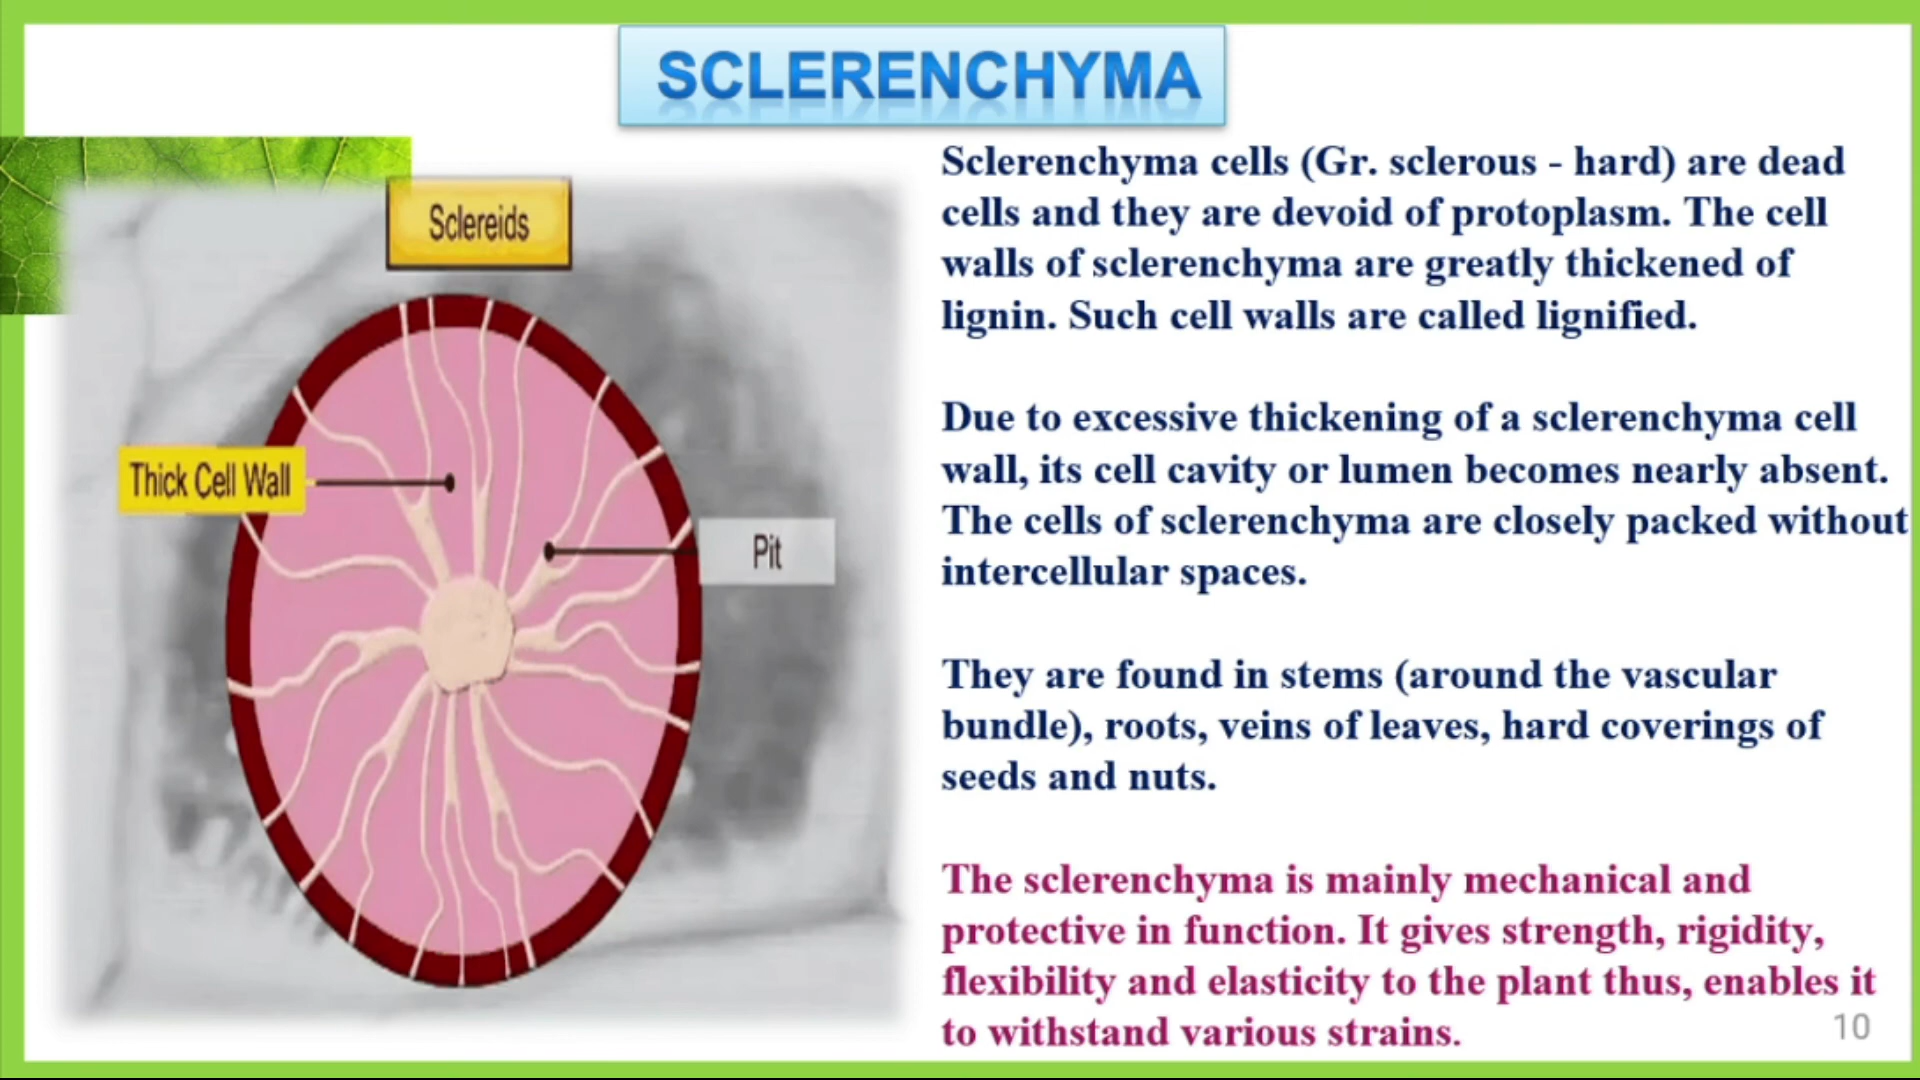 SCLERENCHYMA
Sclereids
Thick Cell Wall
Pit
Sclerenchyma cells (Gr. sclerous - hard) are dead
cells and they are devoid of protoplasm. The cell
walls of sclerenchyma are greatly thickened of
lignin. Such cell walls are called lignified.
Due to excessive thickening of a sclerenchyma cell
wall, its cell cavity or lumen becomes nearly absent.
The cells of sclerenchyma are closely packed without
intercellular spaces.
They are found in stems (around the vascular
bundle), roots, veins of leaves, hard coverings of
seeds and nuts.
The sclerenchyma is mainly mechanical and
protective in function. It gives strength, rigidity,
flexibility and elasticity to the plant thus, enables it
to withstand various strains.
10